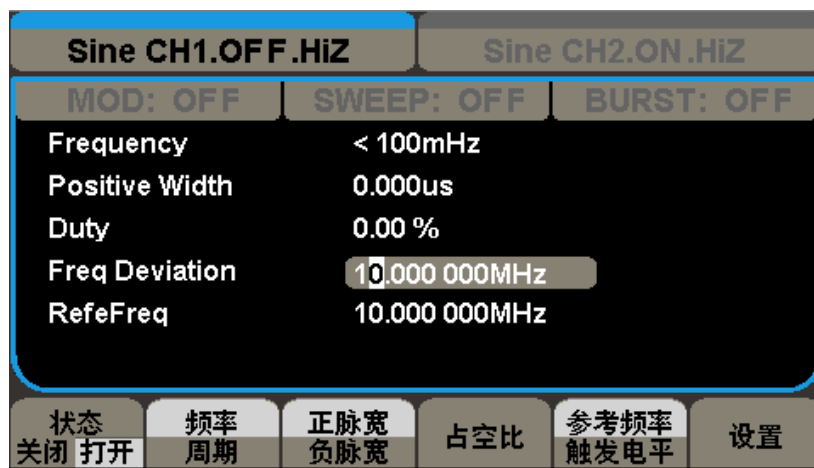 Sine CH1.OFF.HiZ Sine CH2.ON.HiZ
MOD: OFF SWEEP: OFF BURST: OFF
Frequency < 100mHz
Positive Width 0.000us
Duty 0.00 %
Freq Deviation 10.000 000MHz
RefeFreq 10.000 000MHz
状态 频率 正脉宽 占空比 参考频率 设置
关闭 打开 周期 负脉宽 触发电平